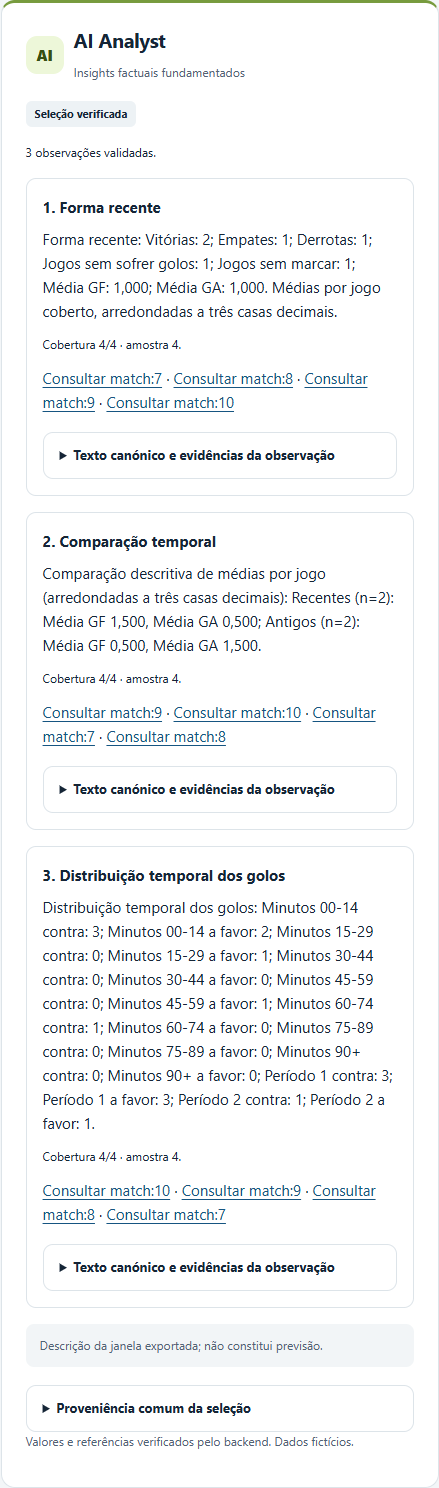 AI
AI Analyst
Insights factuais fundamentados
Seleção verificada
3 observações validadas.
1. Forma recente
Forma recente: Vitórias: 2; Empates: 1; Derrotas: 1;
Jogos sem sofrer golos: 1; Jogos sem marcar: 1;
Média GF: 1,000; Média GA: 1,000. Médias por jogo
coberto, arredondadas a três casas decimais.
Cobertura 4/4 · amostra 4.
Consultar match:7 · Consultar match:8 · Consultar
match:9 · Consultar match:10
▶ Texto canónico e evidências da observação
2. Comparação temporal
Comparação descritiva de médias por jogo
(arredondadas a três casas decimais): Recentes (n=2):
Média GF 1,500, Média GA 0,500; Antigos (n=2):
Média GF 0,500, Média GA 1,500.
Cobertura 4/4 · amostra 4.
Consultar match:9 · Consultar match:10 · Consultar
match:7 · Consultar match:8
▶ Texto canónico e evidências da observação
3. Distribuição temporal dos golos
Distribuição temporal dos golos: Minutos 00-14
contra: 3; Minutos 00-14 a favor: 2; Minutos 15-29
contra: 0; Minutos 15-29 a favor: 1; Minutos 30-44
contra: 0; Minutos 30-44 a favor: 0; Minutos 45-59
contra: 0; Minutos 45-59 a favor: 1; Minutos 60-74
contra: 1; Minutos 60-74 a favor: 0; Minutos 75-89
contra: 0; Minutos 75-89 a favor: 0; Minutos 90+
contra: 0; Minutos 90+ a favor: 0; Período 1 contra: 3;
Período 1 a favor: 3; Período 2 contra: 1; Período 2 a
favor: 1.
Cobertura 4/4 · amostra 4.
Consultar match:10 · Consultar match:9 · Consultar
match:8 · Consultar match:7
▶ Texto canónico e evidências da observação
Descrição da janela exportada; não constitui previsão.
▶ Proveniência comum da seleção
Valores e referências verificados pelo backend. Dados fictícios.